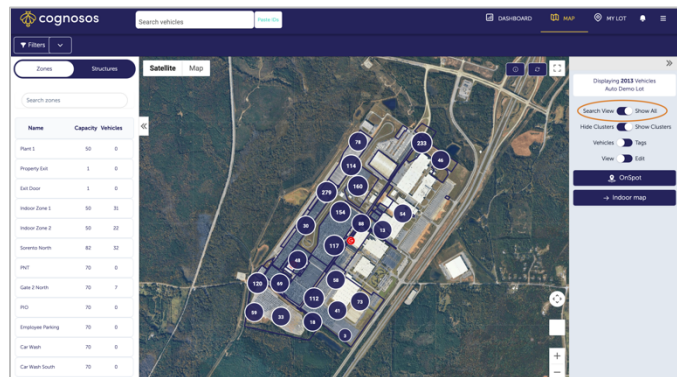 cognosos
Search vehicles
Paste IDs
DASHBOARD
MAP
MY LOT
Filters
Zones
Structures
Search zones
Name Capacity Vehicles
Plant 1 50 0
Property Exit 1 0
Exit Door 1 0
Indoor Zone 1 50 31
Indoor Zone 2 50 22
Sorento North 82 32
PNT 70 0
Gate 2 North 70 7
PIO 70 0
Employee Parking 70 0
Car Wash 70 0
Car Wash South 70 0
Satellite Map
78
233
46
114
160
279
154
54
30
88
13
117
48
120
69
50
112
73
41
59
33
18
3
Displaying 2013 Vehicles
Auto Demo Lot
Search View Show All
Hide Clusters Show Clusters
Vehicles Tags
View Edit
OnSpot
→ Indoor map